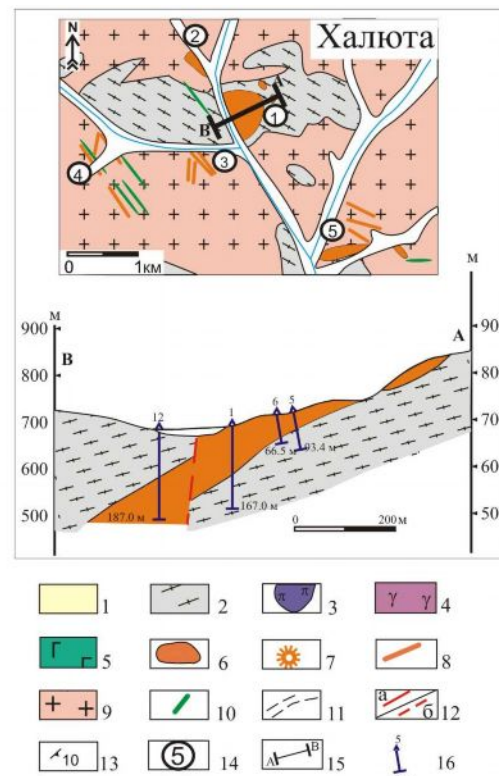 Халюта
N
2
В
1
3
4
5
0 1км
м
м
900
В
А
90
800
80
12
1
6 5
700
70
66.5 м
93.4 м
600
60
187.0 м
167.0 м
500
0 200м
50
1
2
π π 3
γ γ 4
Г Г 5
6
7
8
9
10
11
а б 12
10 13
5 14
А В 15
5 16